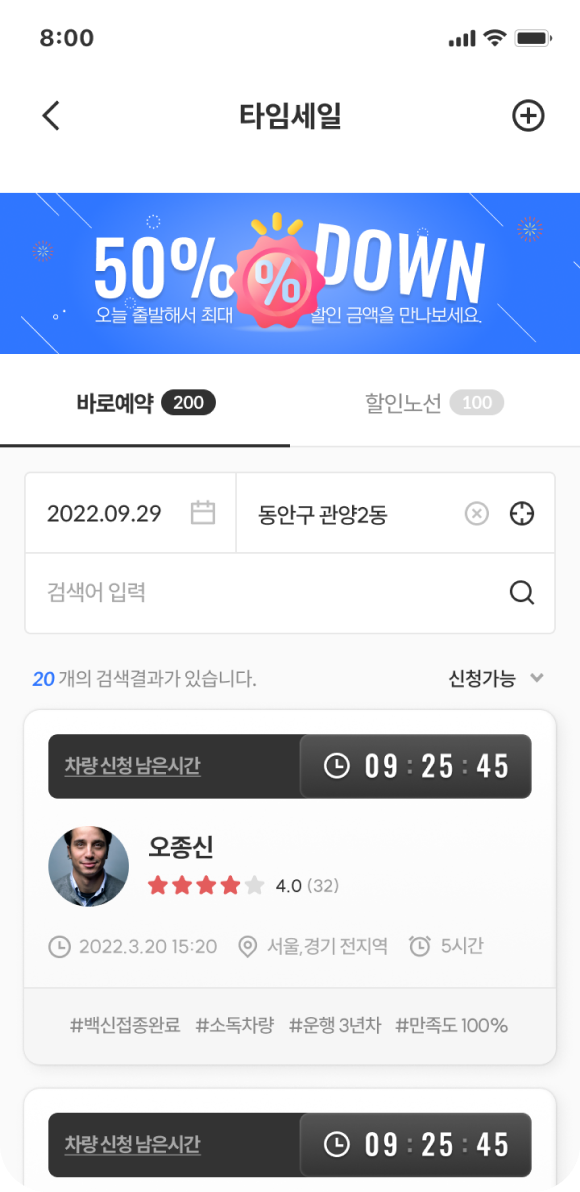 8:00
타임세일
50% % DOWN
오늘 출발해서 최대 할인 금액을 만나보세요.
바로예약 200 할인노선 100
2022.09.29 동안구 관양2동
검색어 입력
20 개의 검색결과가 있습니다. 신청가능
차량 신청 남은시간 09 : 25 : 45
오종신
4.0 (32)
2022.3.20 15:20 서울,경기 전지역 5시간
#백신접종완료 #소독차량 #운행 3년차 #만족도 100%
차량 신청 남은시간 09 : 25 : 45